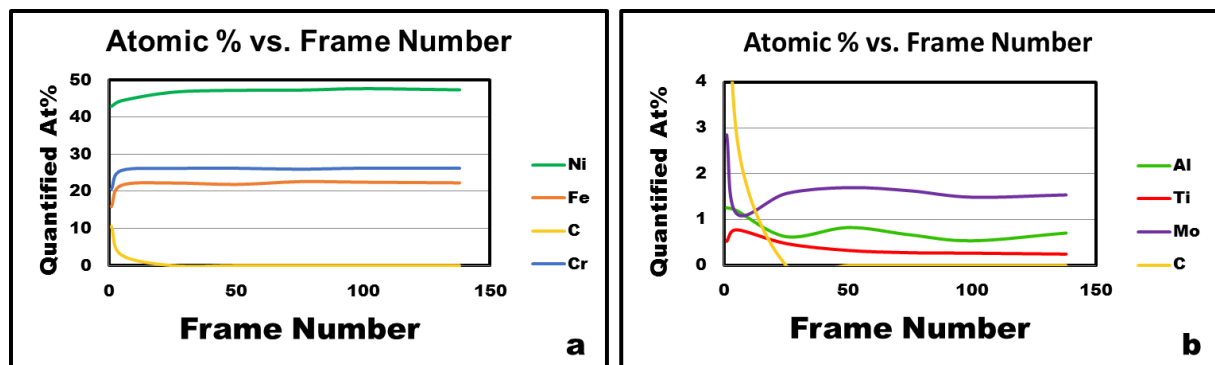 Atomic % vs. Frame Number
Quantified At%
50
40
30
20
10
0
0 50 100 150
Frame Number
Ni
Fe
C
Cr
a
Atomic % vs. Frame Number
Quantified At%
4
3
2
1
0
0 50 100 150
Frame Number
Al
Ti
Mo
C
b